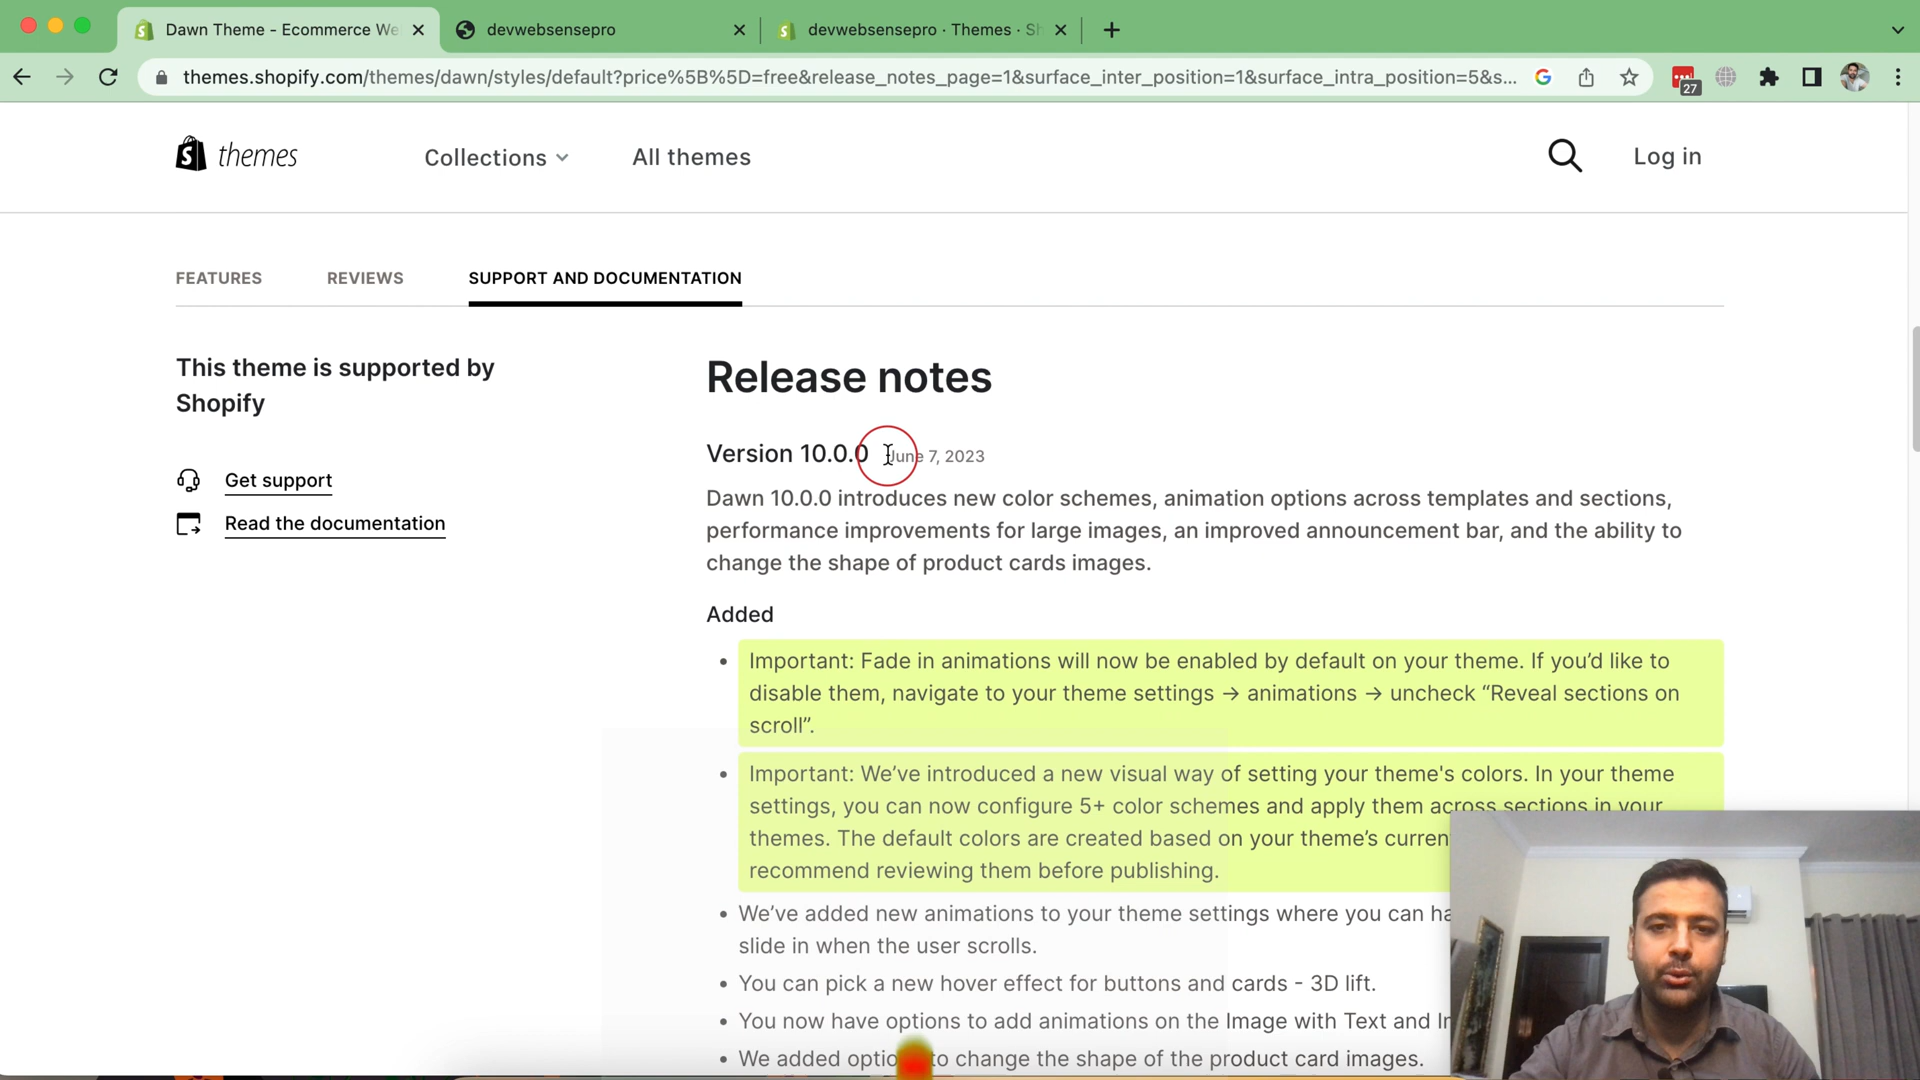 Dawn Theme - Ecommerce We
devwebsensepro
devwebsensepro · Themes · Sh
themes.shopify.com/themes/dawn/styles/default?price%5B%5D=free&release_notes_page=1&surface_inter_position=1&surface_intra_position=5&s...
27
themes
Collections
All themes
Log in
FEATURES
REVIEWS
SUPPORT AND DOCUMENTATION
This theme is supported by
Shopify
Get support
Read the documentation
Release notes
Version 10.0.0 June 7, 2023
Dawn 10.0.0 introduces new color schemes, animation options across templates and sections,
performance improvements for large images, an improved announcement bar, and the ability to
change the shape of product cards images.
Added
• Important: Fade in animations will now be enabled by default on your theme. If you’d like to
disable them, navigate to your theme settings → animations → uncheck “Reveal sections on
scroll”.
• Important: We’ve introduced a new visual way of setting your theme's colors. In your theme
settings, you can now configure 5+ color schemes and apply them across sections in your
themes. The default colors are created based on your theme’s curren
recommend reviewing them before publishing.
• We’ve added new animations to your theme settings where you can ha
slide in when the user scrolls.
• You can pick a new hover effect for buttons and cards - 3D lift.
• You now have options to add animations on the Image with Text and I
• We added optio to change the shape of the product card images.